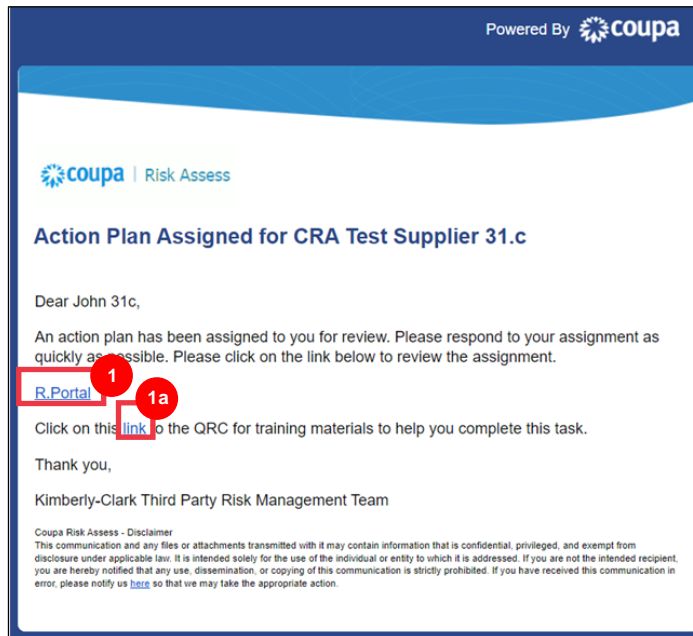 Powered By coupa
coupa | Risk Assess
Action Plan Assigned for CRA Test Supplier 31.c
Dear John 31c,
An action plan has been assigned to you for review. Please respond to your assignment as
quickly as possible. Please click on the link below to review the assignment.
1
R.Portal
1a
Click on this link to the QRC for training materials to help you complete this task.
Thank you,
Kimberly-Clark Third Party Risk Management Team
Coupa Risk Assess - Disclaimer
This communication and any files or attachments transmitted with it may contain information that is confidential, privileged, and exempt from
disclosure under applicable law. It is intended solely for the use of the individual or entity to which it is addressed. If you are not the intended recipient,
you are hereby notified that any use, dissemination, or copying of this communication is strictly prohibited. If you have received this communication in
error, please notify us here so that we may take the appropriate action.